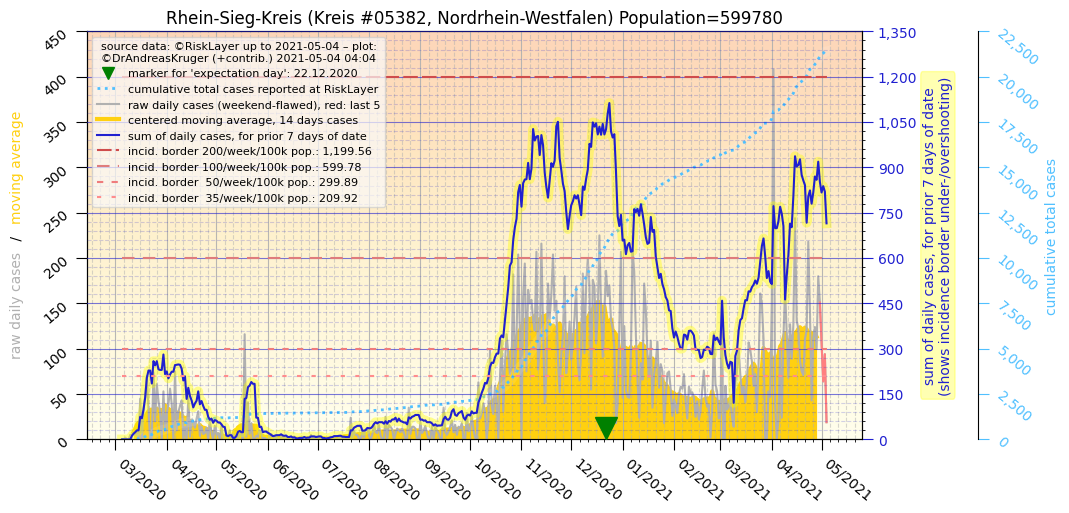 Rhein-Sieg-Kreis (Kreis #05382, Nordrhein-Westfalen) Population=599780
source data: ©RiskLayer up to 2021-05-04 – plot:
©DrAndreasKruger (+contrib.) 2021-05-04 04:04
marker for 'expectation day': 22.12.2020
cumulative total cases reported at RiskLayer
raw daily cases (weekend-flawed), red: last 5
centered moving average, 14 days cases
sum of daily cases, for prior 7 days of date
incid. border 200/week/100k pop.: 1,199.56
incid. border 100/week/100k pop.: 599.78
incid. border  50/week/100k pop.: 299.89
incid. border  35/week/100k pop.: 209.92
raw daily cases / moving average
450
400
350
300
250
200
150
100
50
0
03/2020
04/2020
05/2020
06/2020
07/2020
08/2020
09/2020
10/2020
11/2020
12/2020
01/2021
02/2021
03/2021
04/2021
05/2021
1,350
1,200
1,050
900
750
600
450
300
150
0
sum of daily cases, for prior 7 days of date
(shows incidence border under-/overshooting)
22,500
20,000
17,500
15,000
12,500
10,000
7,500
5,000
2,500
0
cumulative total cases